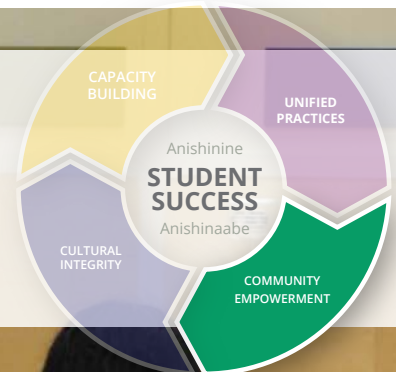 CAPACITY
BUILDING
UNIFIED
PRACTICES
Anishinine
STUDENT
SUCCESS
Anishinaabe
CULTURAL
INTEGRITY
COMMUNITY
EMPOWERMENT